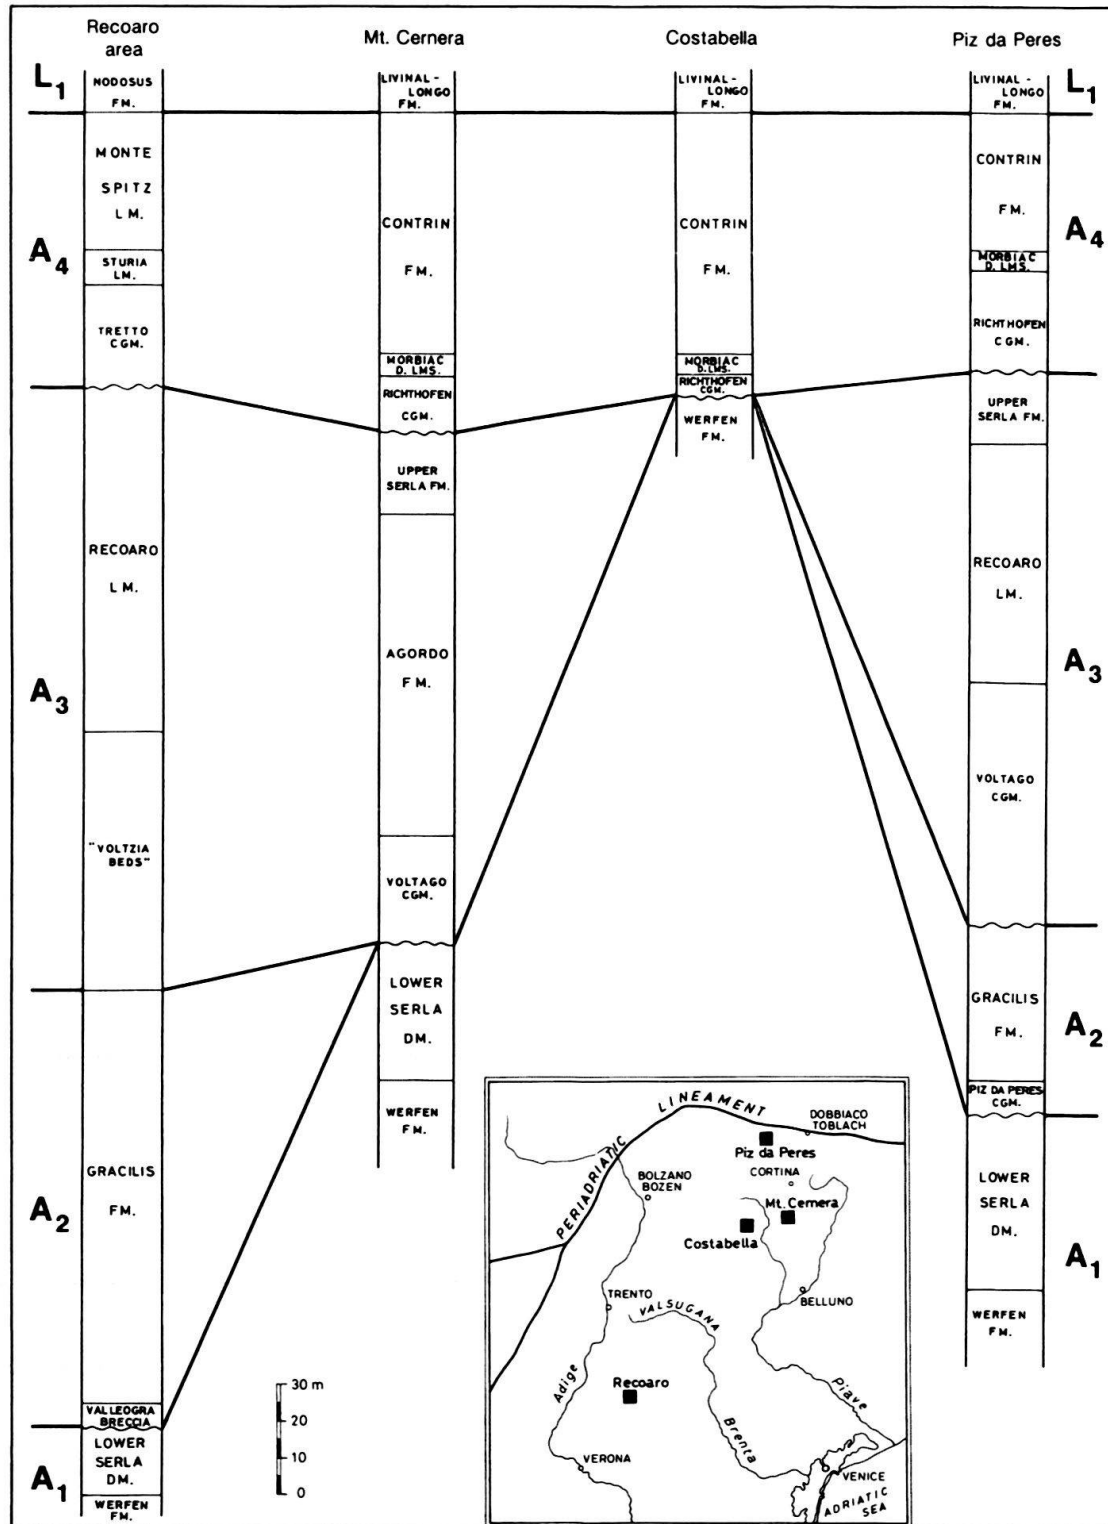 Recoaro
area
Mt. Cernera
Costabella
Piz da Peres
L1
NODOSUS
FM.
MONTE
SPITZ
LM.
A4
STURIA
LM.
TRETTO
CGM.
RECOARO
LM.
A3
"VOLTZIA
BEDS"
GRACILIS
FM.
A2
VALLEOGRA
BRECCIA
LOWER
SERLA
DM.
A1
WERFEN
FM.
LIVINAL-
LONGO
FM.
CONTRIN
FM.
MORBIAC
D. LMS.
RICHTHOFEN
CGM.
UPPER
SERLA FM.
AGORDO
FM.
VOLTAGO
CGM.
LOWER
SERLA
DM.
WERFEN
FM.
LIVINAL-
LONGO
FM.
CONTRIN
FM.
MORBIAC
D. LMS.
RICHTHOFEN
CGM.
WERFEN
FM.
LIVINAL-
LONGO
FM.
L1
CONTRIN
FM.
A4
MORBIAC
D. LMS.
RICHTHOFEN
CGM.
UPPER
SERLA FM.
RECOARO
LM.
A3
VOLTAGO
CGM.
GRACILIS
FM.
A2
PIZ DA PERES
CGM.
LOWER
SERLA
DM.
A1
WERFEN
FM.
30 m
20
10
0
PERIADRIATIC
LINEAMENT
DOBBIACO
TOBLACH
Piz da Peres
BOLZANO
BOZEN
CORTINA
Mt. Cernera
Costabella
TRENTO
BELLUNO
VALSUGANA
Adige
Recoaro
Piave
Brenta
VERONA
VENICE
ADRIATIC
SEA